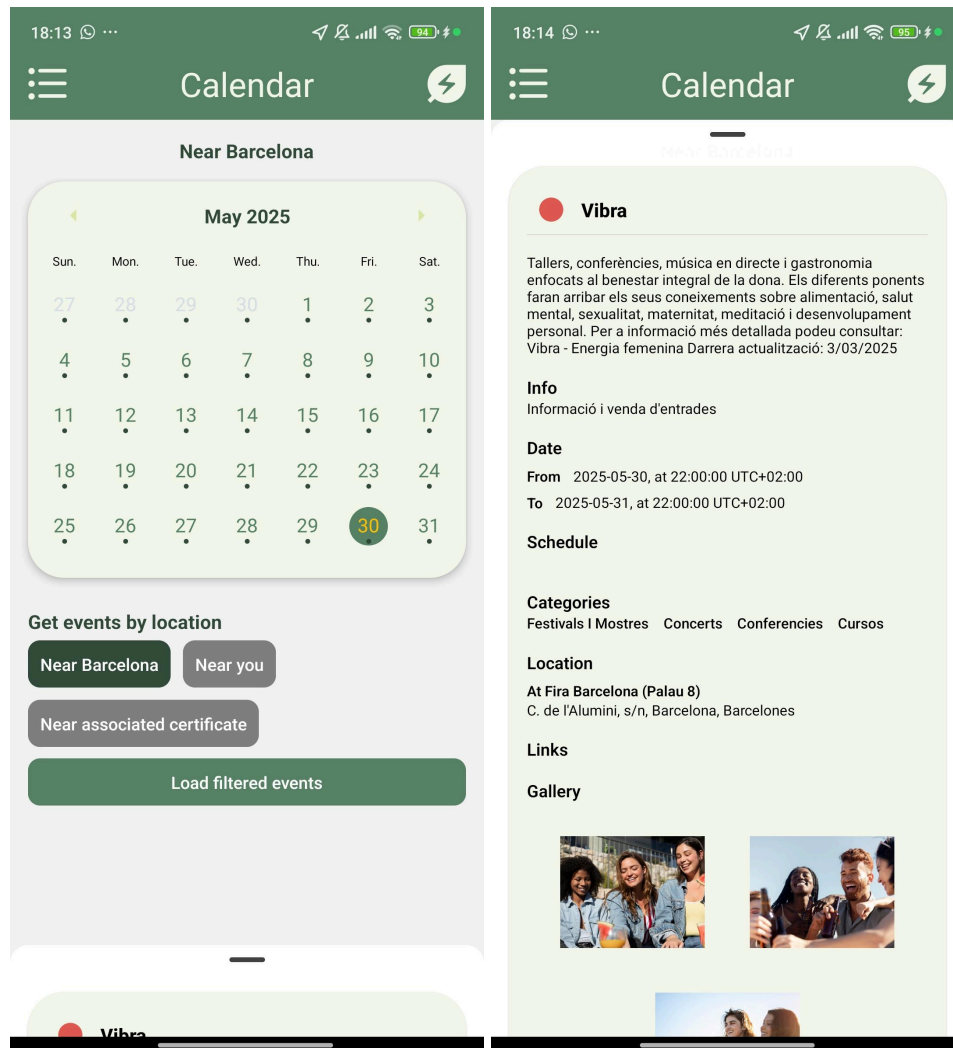 18:13
94
Calendar
Near Barcelona
May 2025
Sun. Mon. Tue. Wed. Thu. Fri. Sat.
27 28 29 30 1 2 3
4 5 6 7 8 9 10
11 12 13 14 15 16 17
18 19 20 21 22 23 24
25 26 27 28 29 30 31
Get events by location
Near Barcelona
Near you
Near associated certificate
Load filtered events
Vibra
18:14
95
Calendar
Near Barcelona
Vibra
Tallers, conferències, música en directe i gastronomia
enfocats al benestar integral de la dona. Els diferents ponents
faran arribar els seus coneixements sobre alimentació, salut
mental, sexualitat, maternitat, meditació i desenvolupament
personal. Per a informació més detallada podeu consultar:
Vibra - Energia femenina Darrera actualització: 3/03/2025
Info
Informació i venda d'entrades
Date
From 2025-05-30, at 22:00:00 UTC+02:00
To 2025-05-31, at 22:00:00 UTC+02:00
Schedule
Categories
Festivals I Mostres Concerts Conferencies Cursos
Location
At Fira Barcelona (Palau 8)
C. de l'Alumini, s/n, Barcelona, Barcelones
Links
Gallery